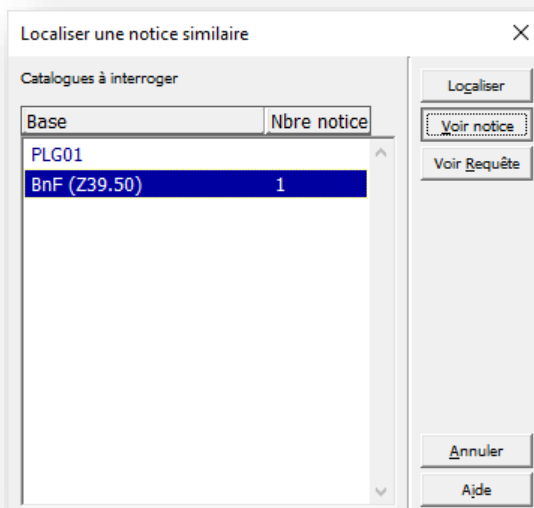 Localiser une notice similaire
Catalogues à interroger
Base Nbre notice
PLG01
BnF (Z39.50) 1
Localiser
Voir notice
Voir Requête
Annuler
Aide